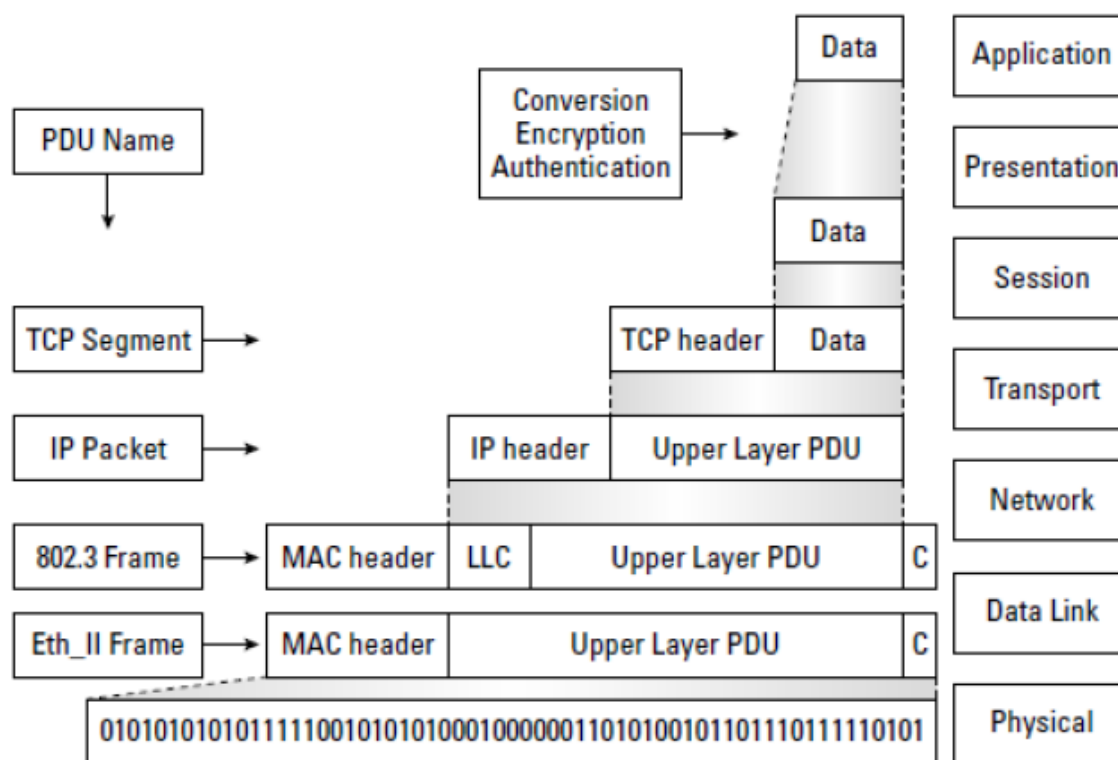 Data
Application
Conversion
Encryption
Authentication
PDU Name
Presentation
Data
Session
TCP Segment
TCP header
Data
Transport
IP Packet
IP header
Upper Layer PDU
Network
802.3 Frame
MAC header
LLC
Upper Layer PDU
C
Data Link
Eth_II Frame
MAC header
Upper Layer PDU
C
Physical